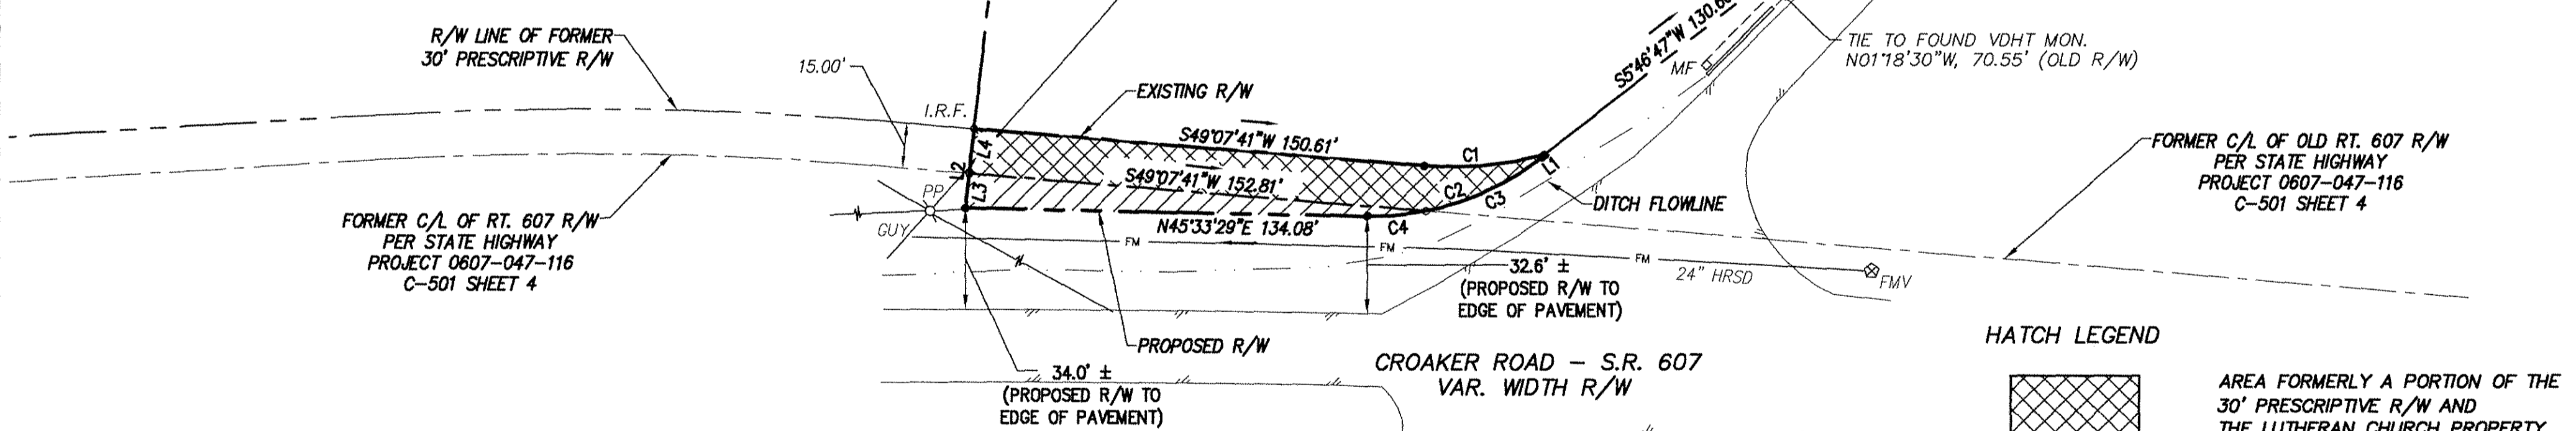 R/W LINE OF FORMER
30' PRESCRIPTIVE R/W
15.00'
I.R.F.
EXISTING R/W
S49°07'41"W 150.61'
C1
S5°46'47"W 130.6
MF
TIE TO FOUND VDHT MON.
N01°18'30"W, 70.55' (OLD R/W)
FORMER C/L OF OLD RT. 607 R/W
PER STATE HIGHWAY
PROJECT 0607-047-116
C-501 SHEET 4
L4
L2
L3
L1
S49°07'41"W 152.81'
C2
C3
DITCH FLOWLINE
PP
GUY
FORMER C/L OF RT. 607 R/W
PER STATE HIGHWAY
PROJECT 0607-047-116
C-501 SHEET 4
N45°33'29"E 134.08'
C4
FM
FM
FM
24" HRSD
FMV
32.6' ±
(PROPOSED R/W TO
EDGE OF PAVEMENT)
PROPOSED R/W
34.0' ±
(PROPOSED R/W TO
EDGE OF PAVEMENT)
CROAKER ROAD - S.R. 607
VAR. WIDTH R/W
HATCH LEGEND
AREA FORMERLY A PORTION OF THE
30' PRESCRIPTIVE R/W AND
THE LUTHERAN CHURCH PROPERTY